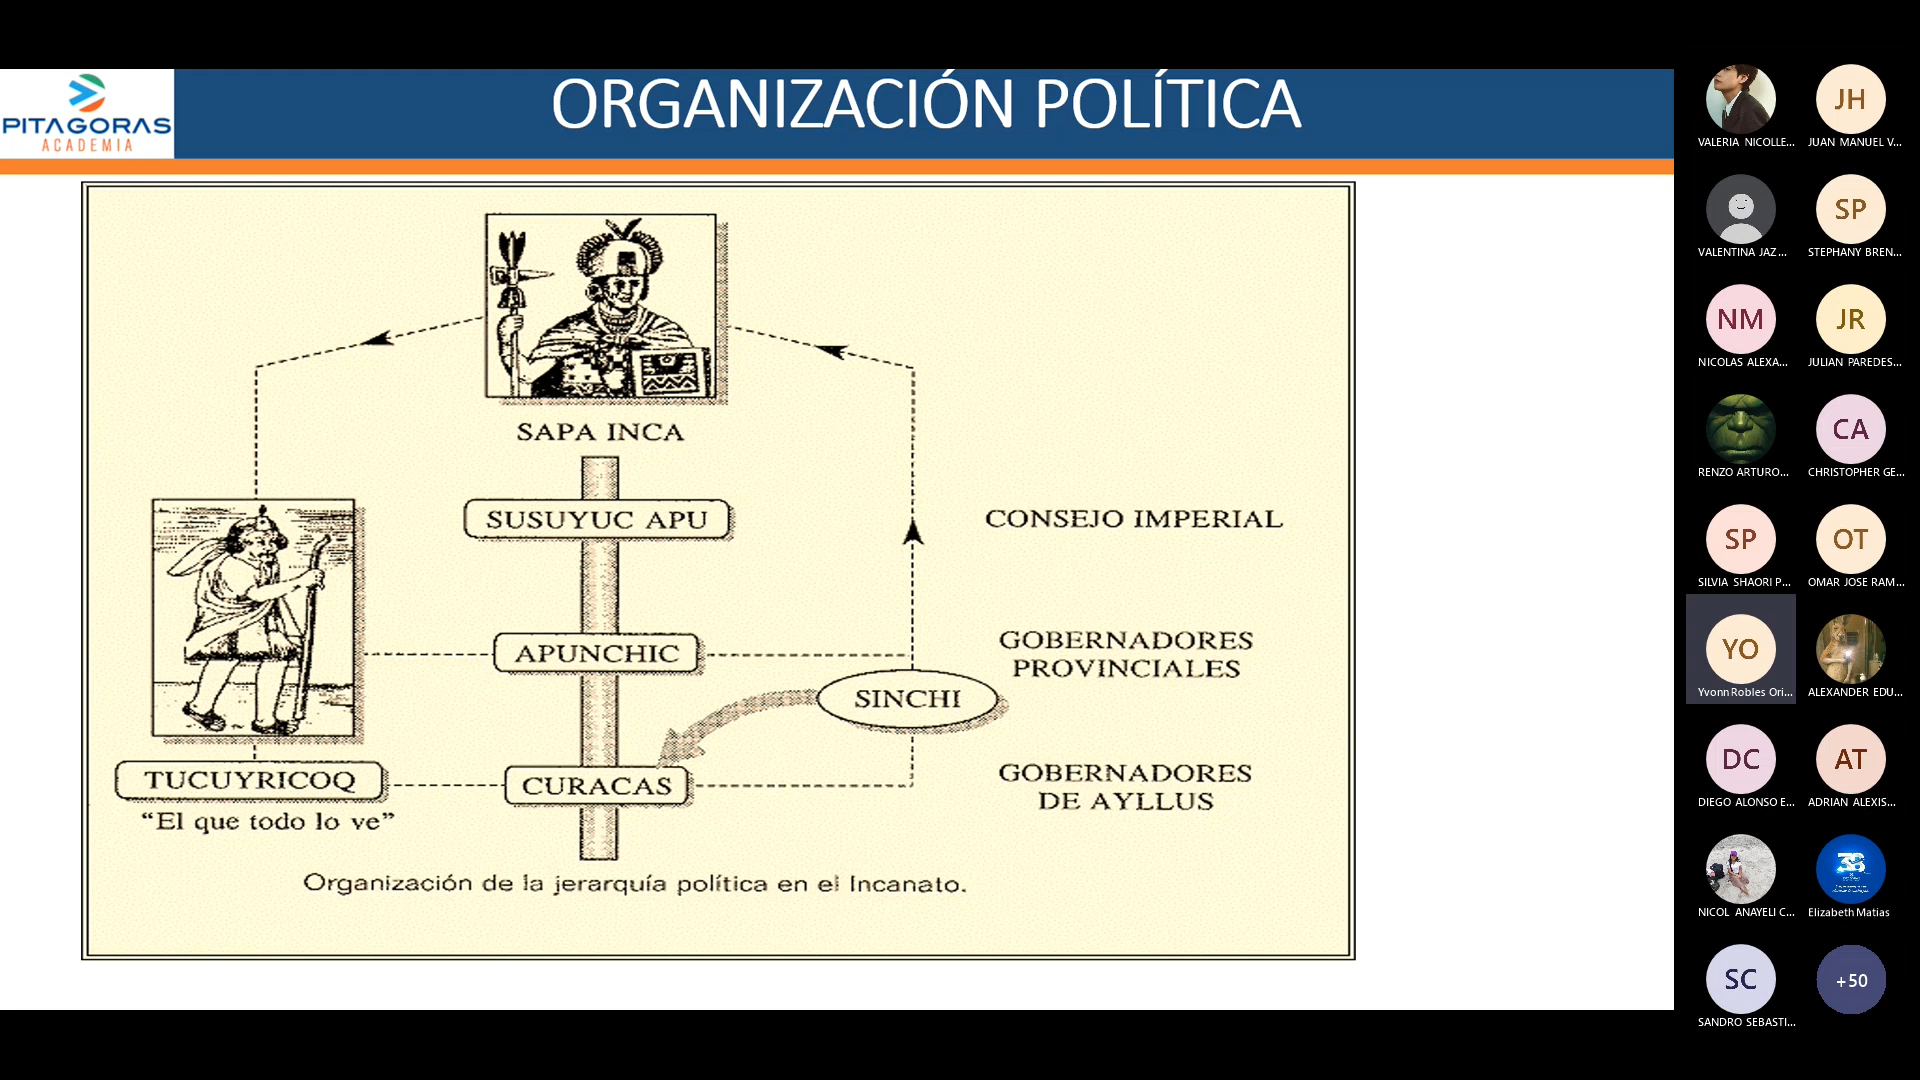 PITAGORAS
ACADEMIA
ORGANIZACIÓN POLÍTICA
SAPA INCA
SUSUYUC APU
CONSEJO IMPERIAL
APUNCHIC
GOBERNADORES
PROVINCIALES
SINCHI
TUCUYRICOQ
CURACAS
GOBERNADORES
DE AYLLUS
“El que todo lo ve”
Organización de la jerarquía política en el Incanato.
VALERIA NICOLLE...
JH
JUAN MANUEL V...
VALENTINA JAZ...
SP
STEPHANY BREN...
NM
NICOLAS ALEXA...
JR
JULIAN PAREDES...
RENZO ARTURO...
CA
CHRISTOPHER GE...
SP
SILVIA SHAORI P...
OT
OMAR JOSE RAM...
YO
Yvonn Robles Ori...
ALEXANDER EDU...
DC
DIEGO ALONSO E...
AT
ADRIAN ALEXIS...
NICOL ANAYELI C...
38
Elizabeth Matias
SC
SANDRO SEBASTI...
+50